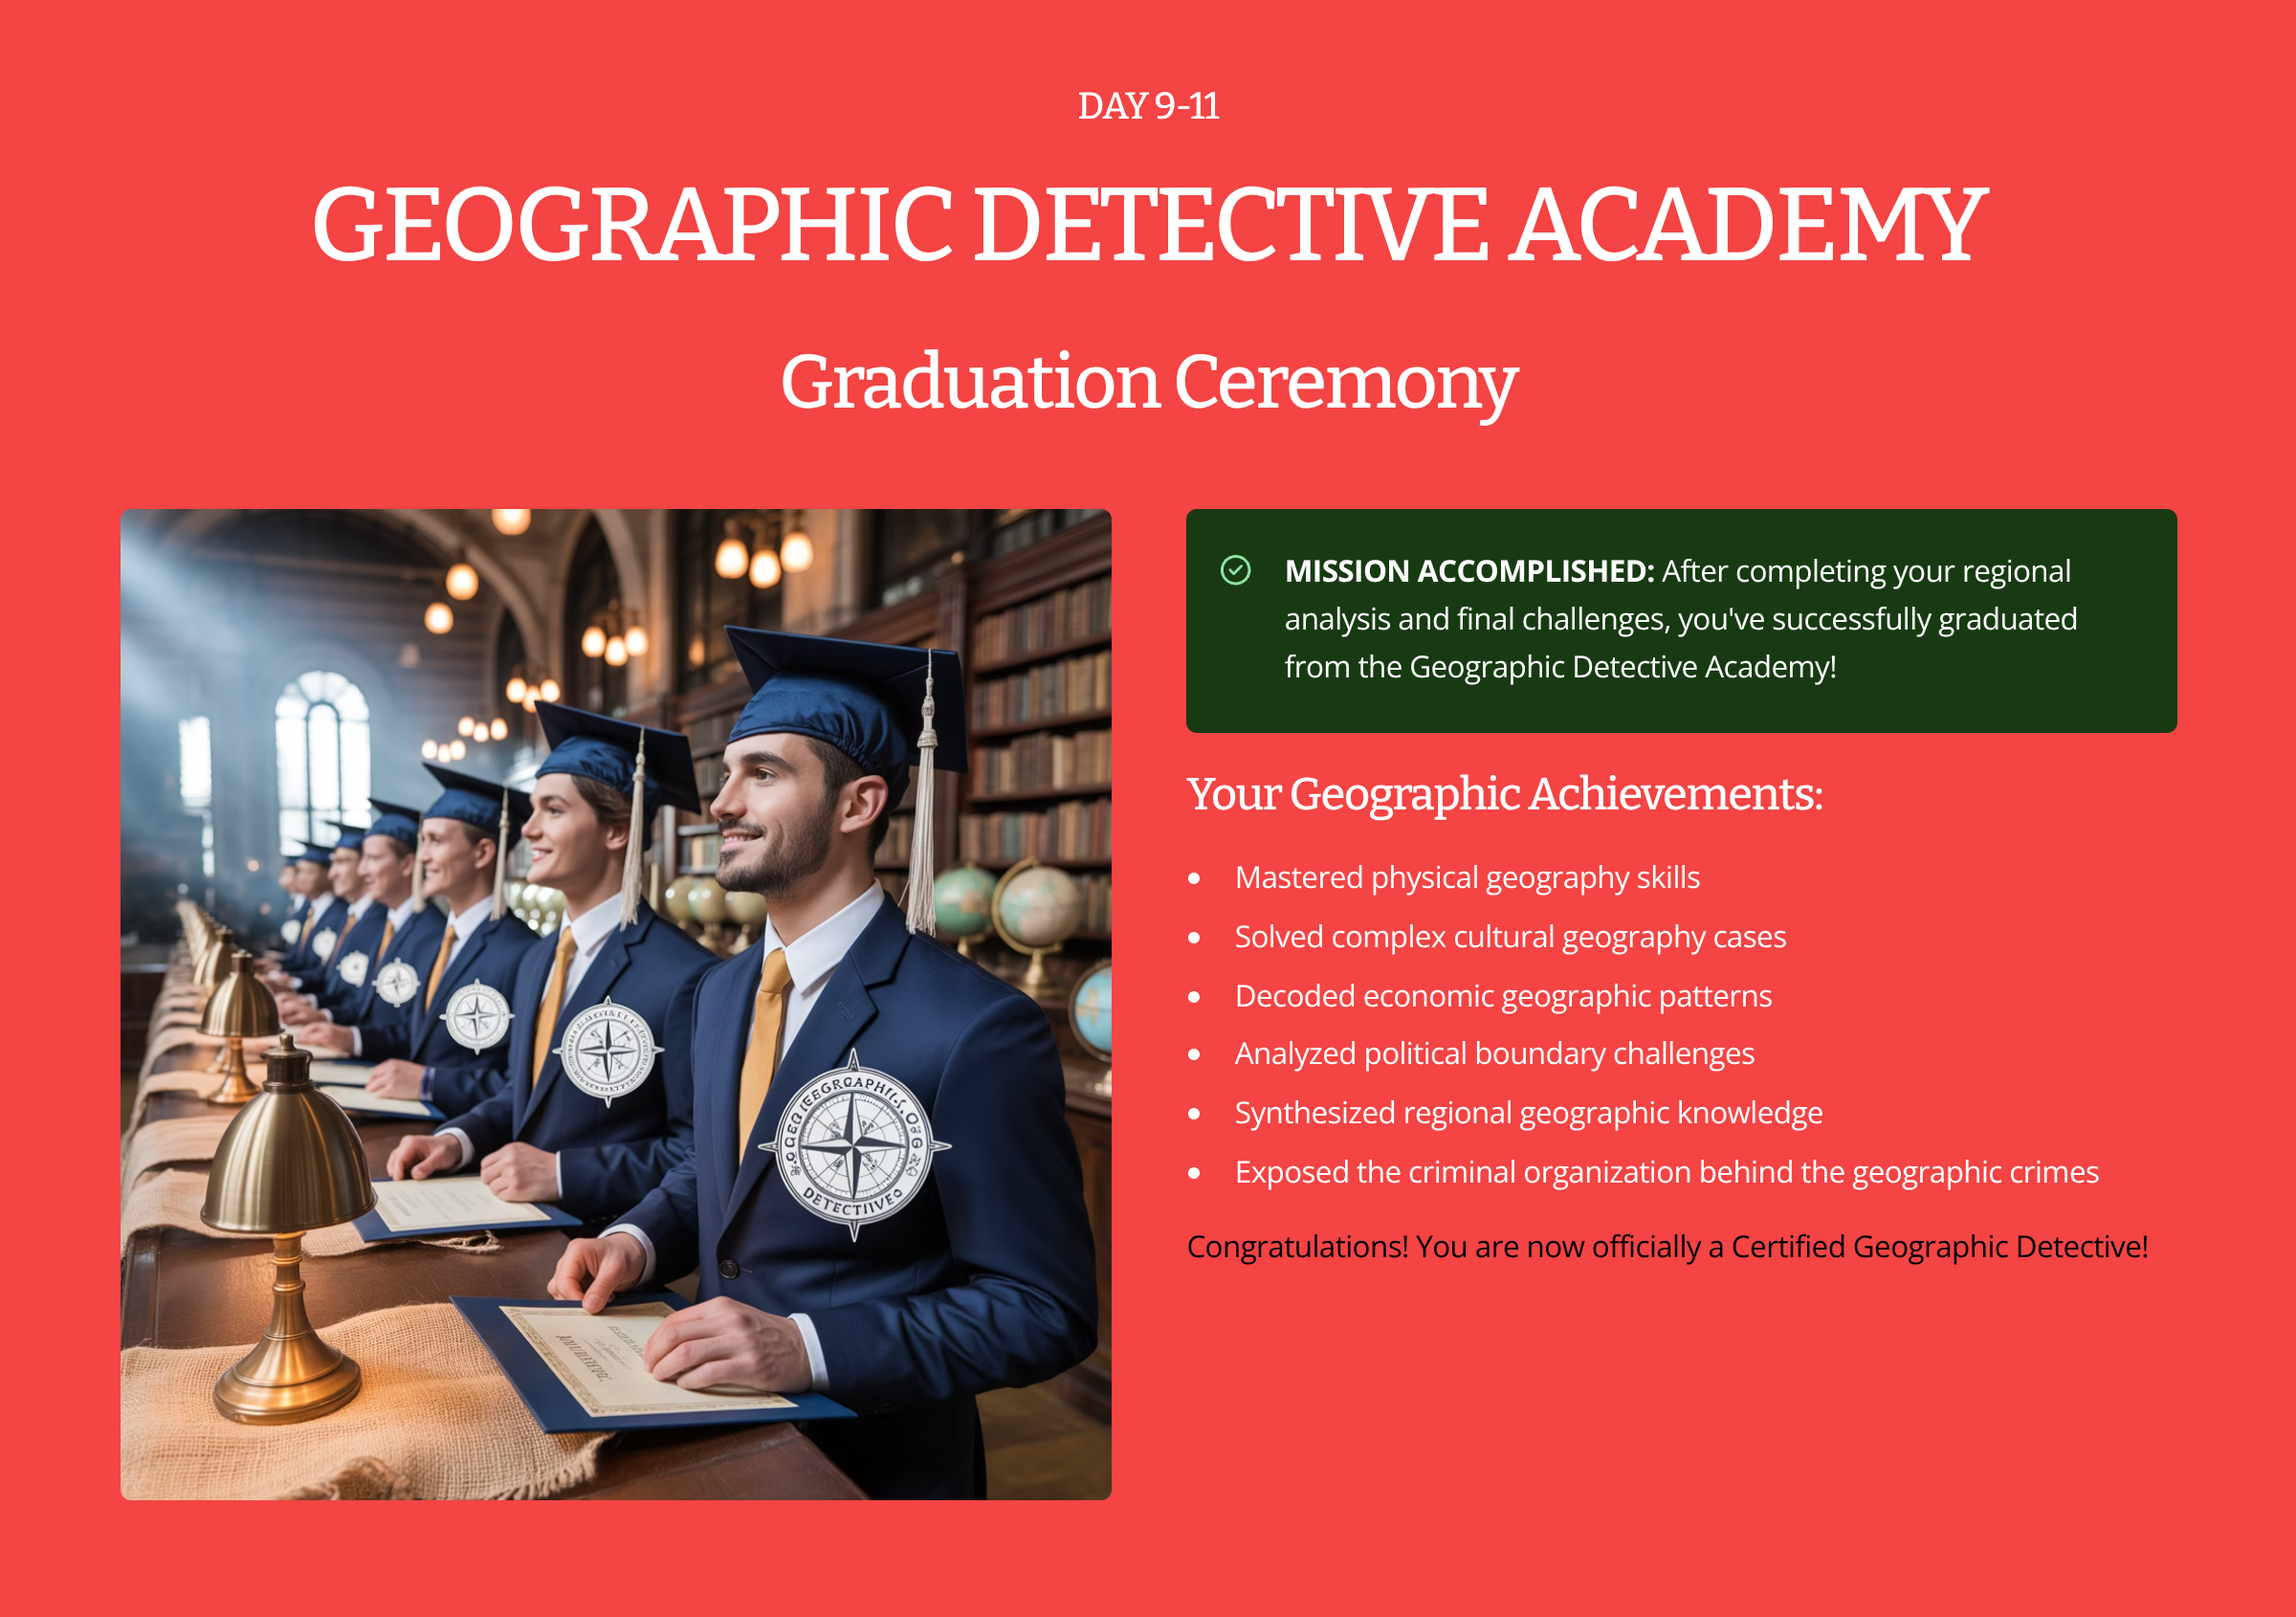 DAY 9-11
GEOGRAPHIC DETECTIVE ACADEMY
Graduation Ceremony
MISSION ACCOMPLISHED: After completing your regional
analysis and final challenges, you've successfully graduated
from the Geographic Detective Academy!
Your Geographic Achievements:
• Mastered physical geography skills
• Solved complex cultural geography cases
• Decoded economic geographic patterns
• Analyzed political boundary challenges
• Synthesized regional geographic knowledge
• Exposed the criminal organization behind the geographic crimes
Congratulations! You are now officially a Certified Geographic Detective!